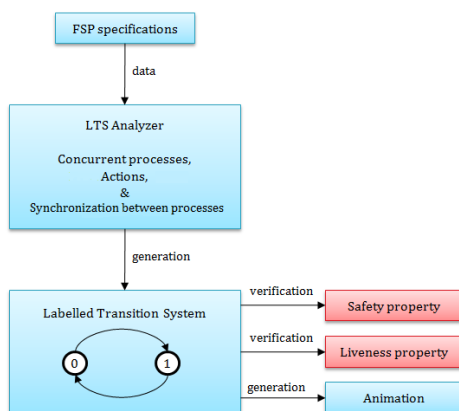 FSP specifications
data
LTS Analyzer
Concurrent processes,
Actions,
&
Synchronization between processes
generation
Labelled Transition System
0
1
verification
Safety property
verification
Liveness property
generation
Animation